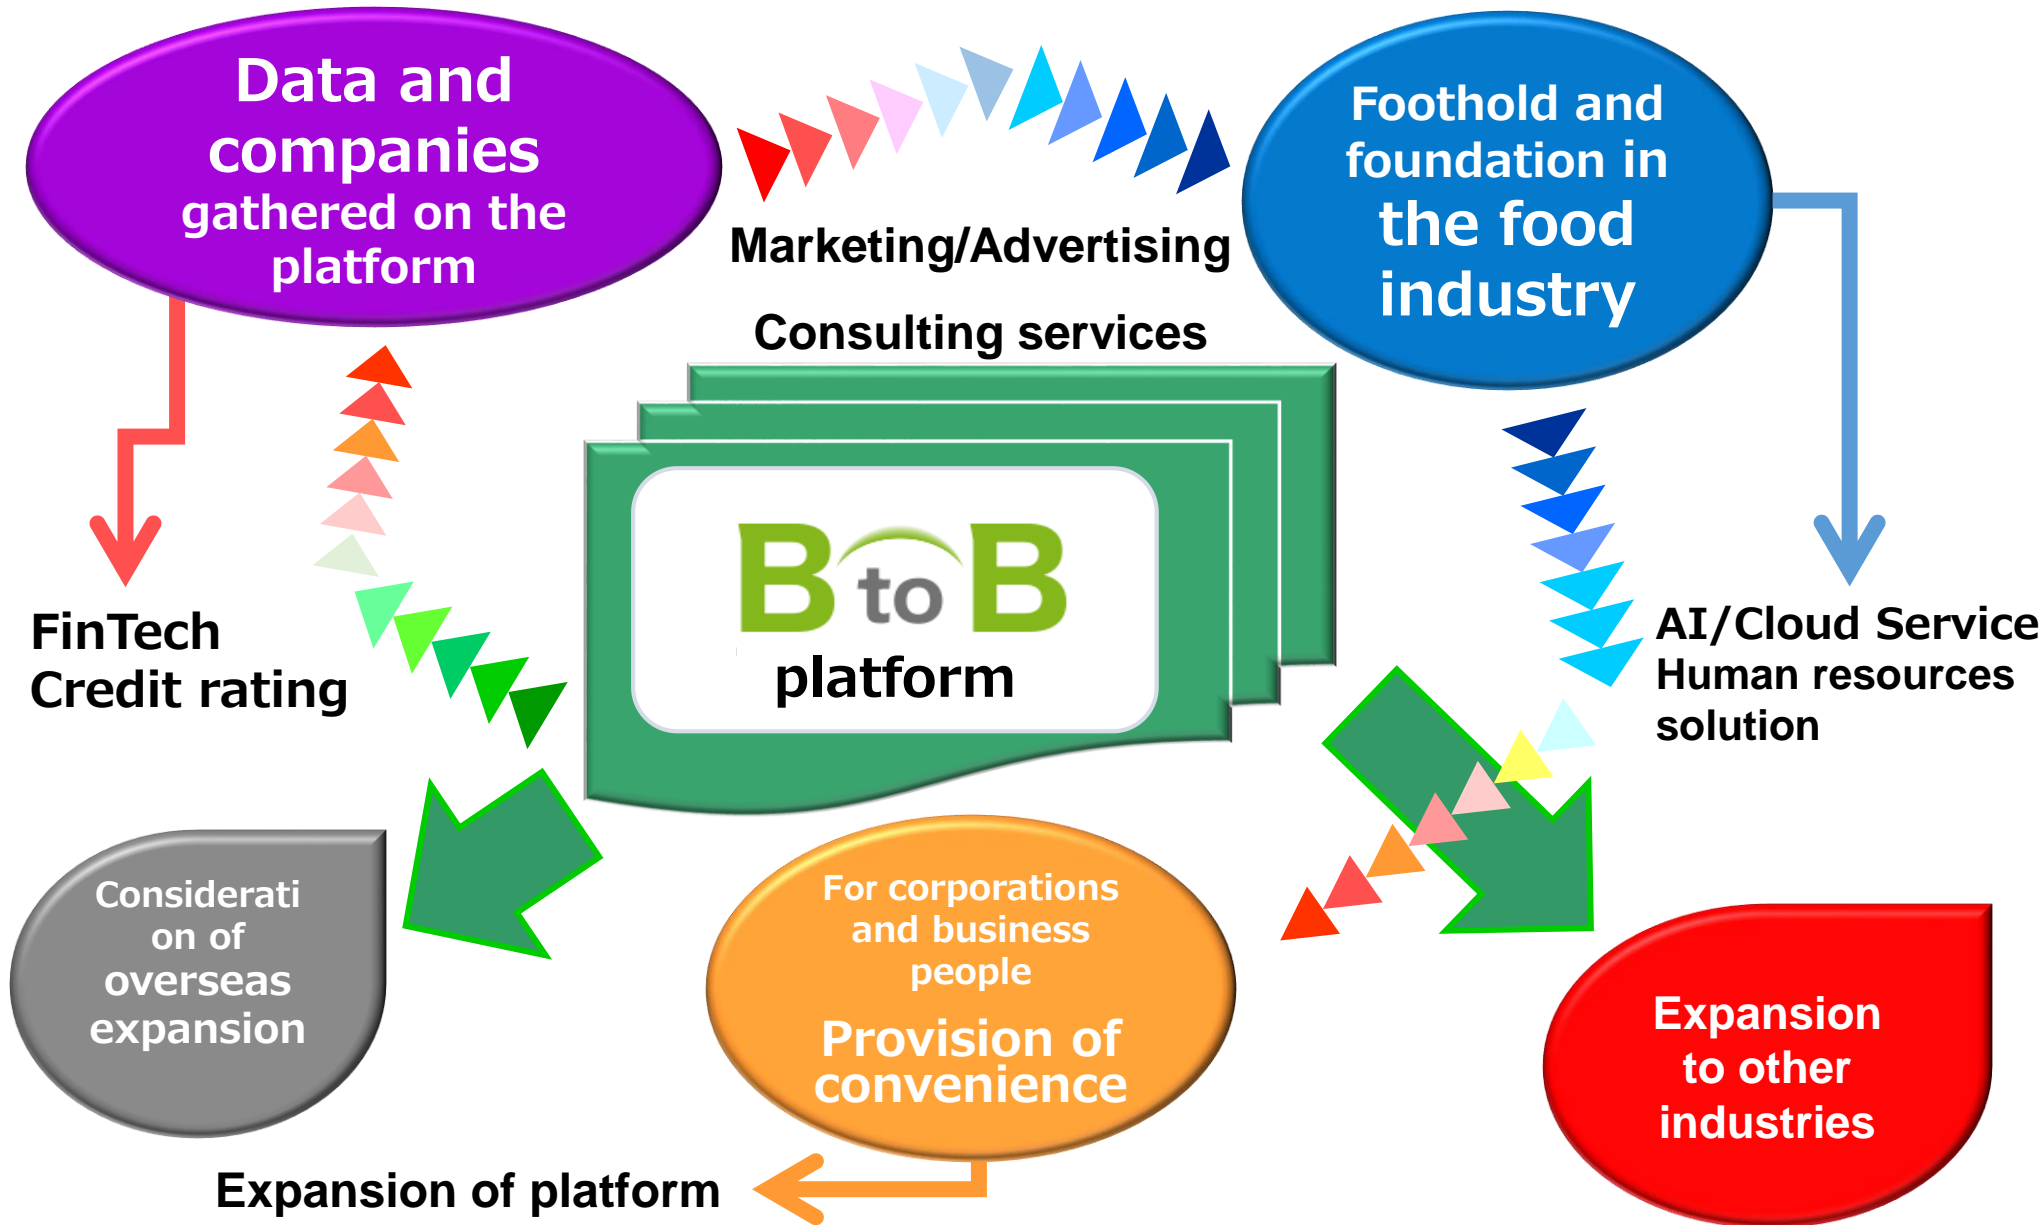 Data and
companies
gathered on the
platform
Marketing/Advertising
Consulting services
Foothold and
foundation in
the food
industry
B to B
platform
FinTech
Credit rating
AI/Cloud Service
Human resources
solution
Considerati
on of
overseas
expansion
For corporations
and business
people
Provision of
convenience
Expansion
to other
industries
Expansion of platform